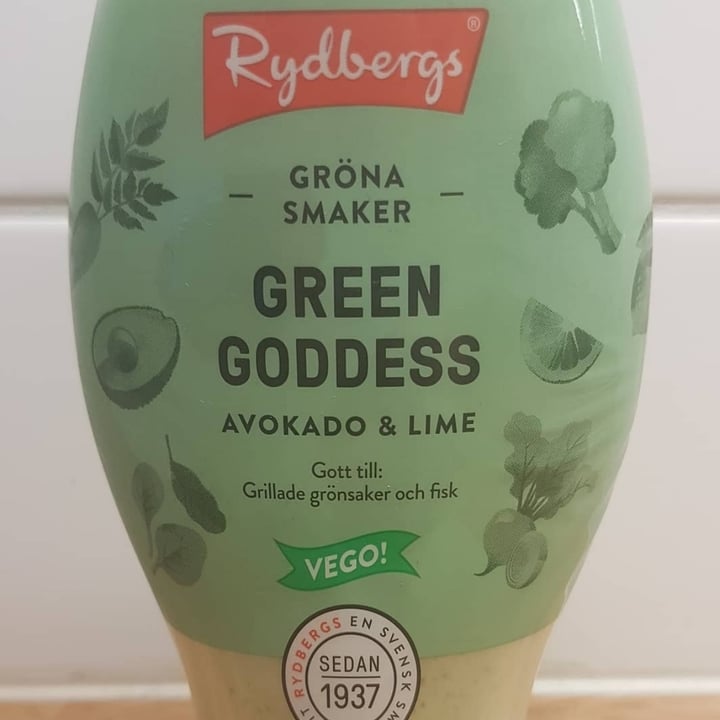 Rydbergs®
GRÖNA
SMAKER
GREEN
GODDESS
AVOKADO & LIME
Gott till:
Grillade grönsaker och fisk
VEGO!
RYDBERGS EN SVENSK
SEDAN
1937